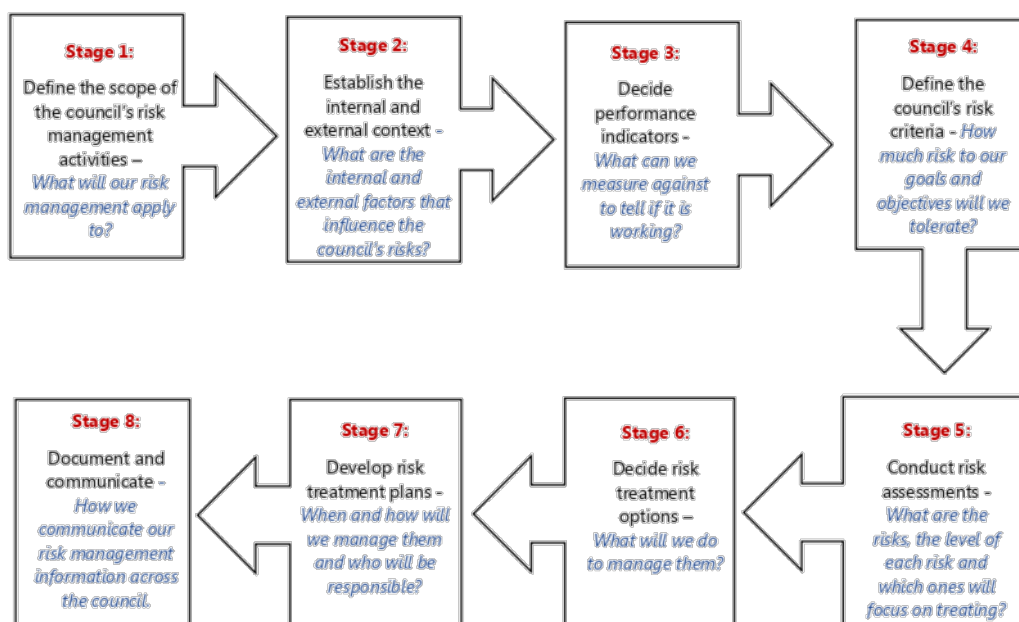 Stage 1:
Define the scope of
the council's risk
management
activities –
What will our risk
management apply
to?
Stage 2:
Establish the
internal and
external context -
What are the
internal and
external factors that
influence the
council's risks?
Stage 3:
Decide
performance
indicators -
What can we
measure against
to tell if it is
working?
Stage 4:
Define the
council's risk
criteria - How
much risk to our
goals and
objectives will we
tolerate?
Stage 5:
Conduct risk
assessments -
What are the
risks, the level of
each risk and
which ones will
focus on treating?
Stage 6:
Decide risk
treatment
options –
What will we do
to manage them?
Stage 7:
Develop risk
treatment plans -
When and how will
we manage them
and who will be
responsible?
Stage 8:
Document and
communicate -
How we
communicate our
risk management
information across
the council.